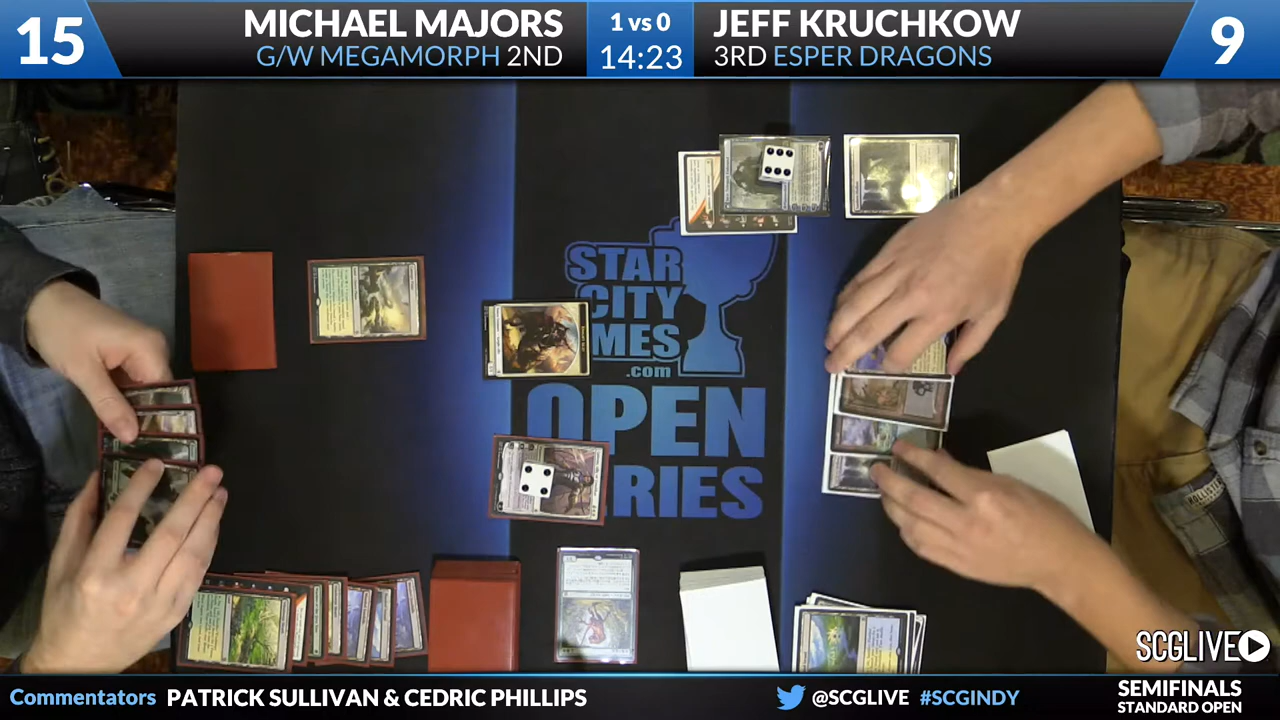 15
MICHAEL MAJORS
G/W MEGAMORPH 2ND
1 vs 0
14:23
JEFF KRUCHKOW
3RD ESPER DRAGONS
9
STAR
CITY
MES
.com
OPEN
RIES
SCGLIVE
Commentators PATRICK SULLIVAN & CEDRIC PHILLIPS
@SCGLIVE #SCGINDY
SEMIFINALS
STANDARD OPEN